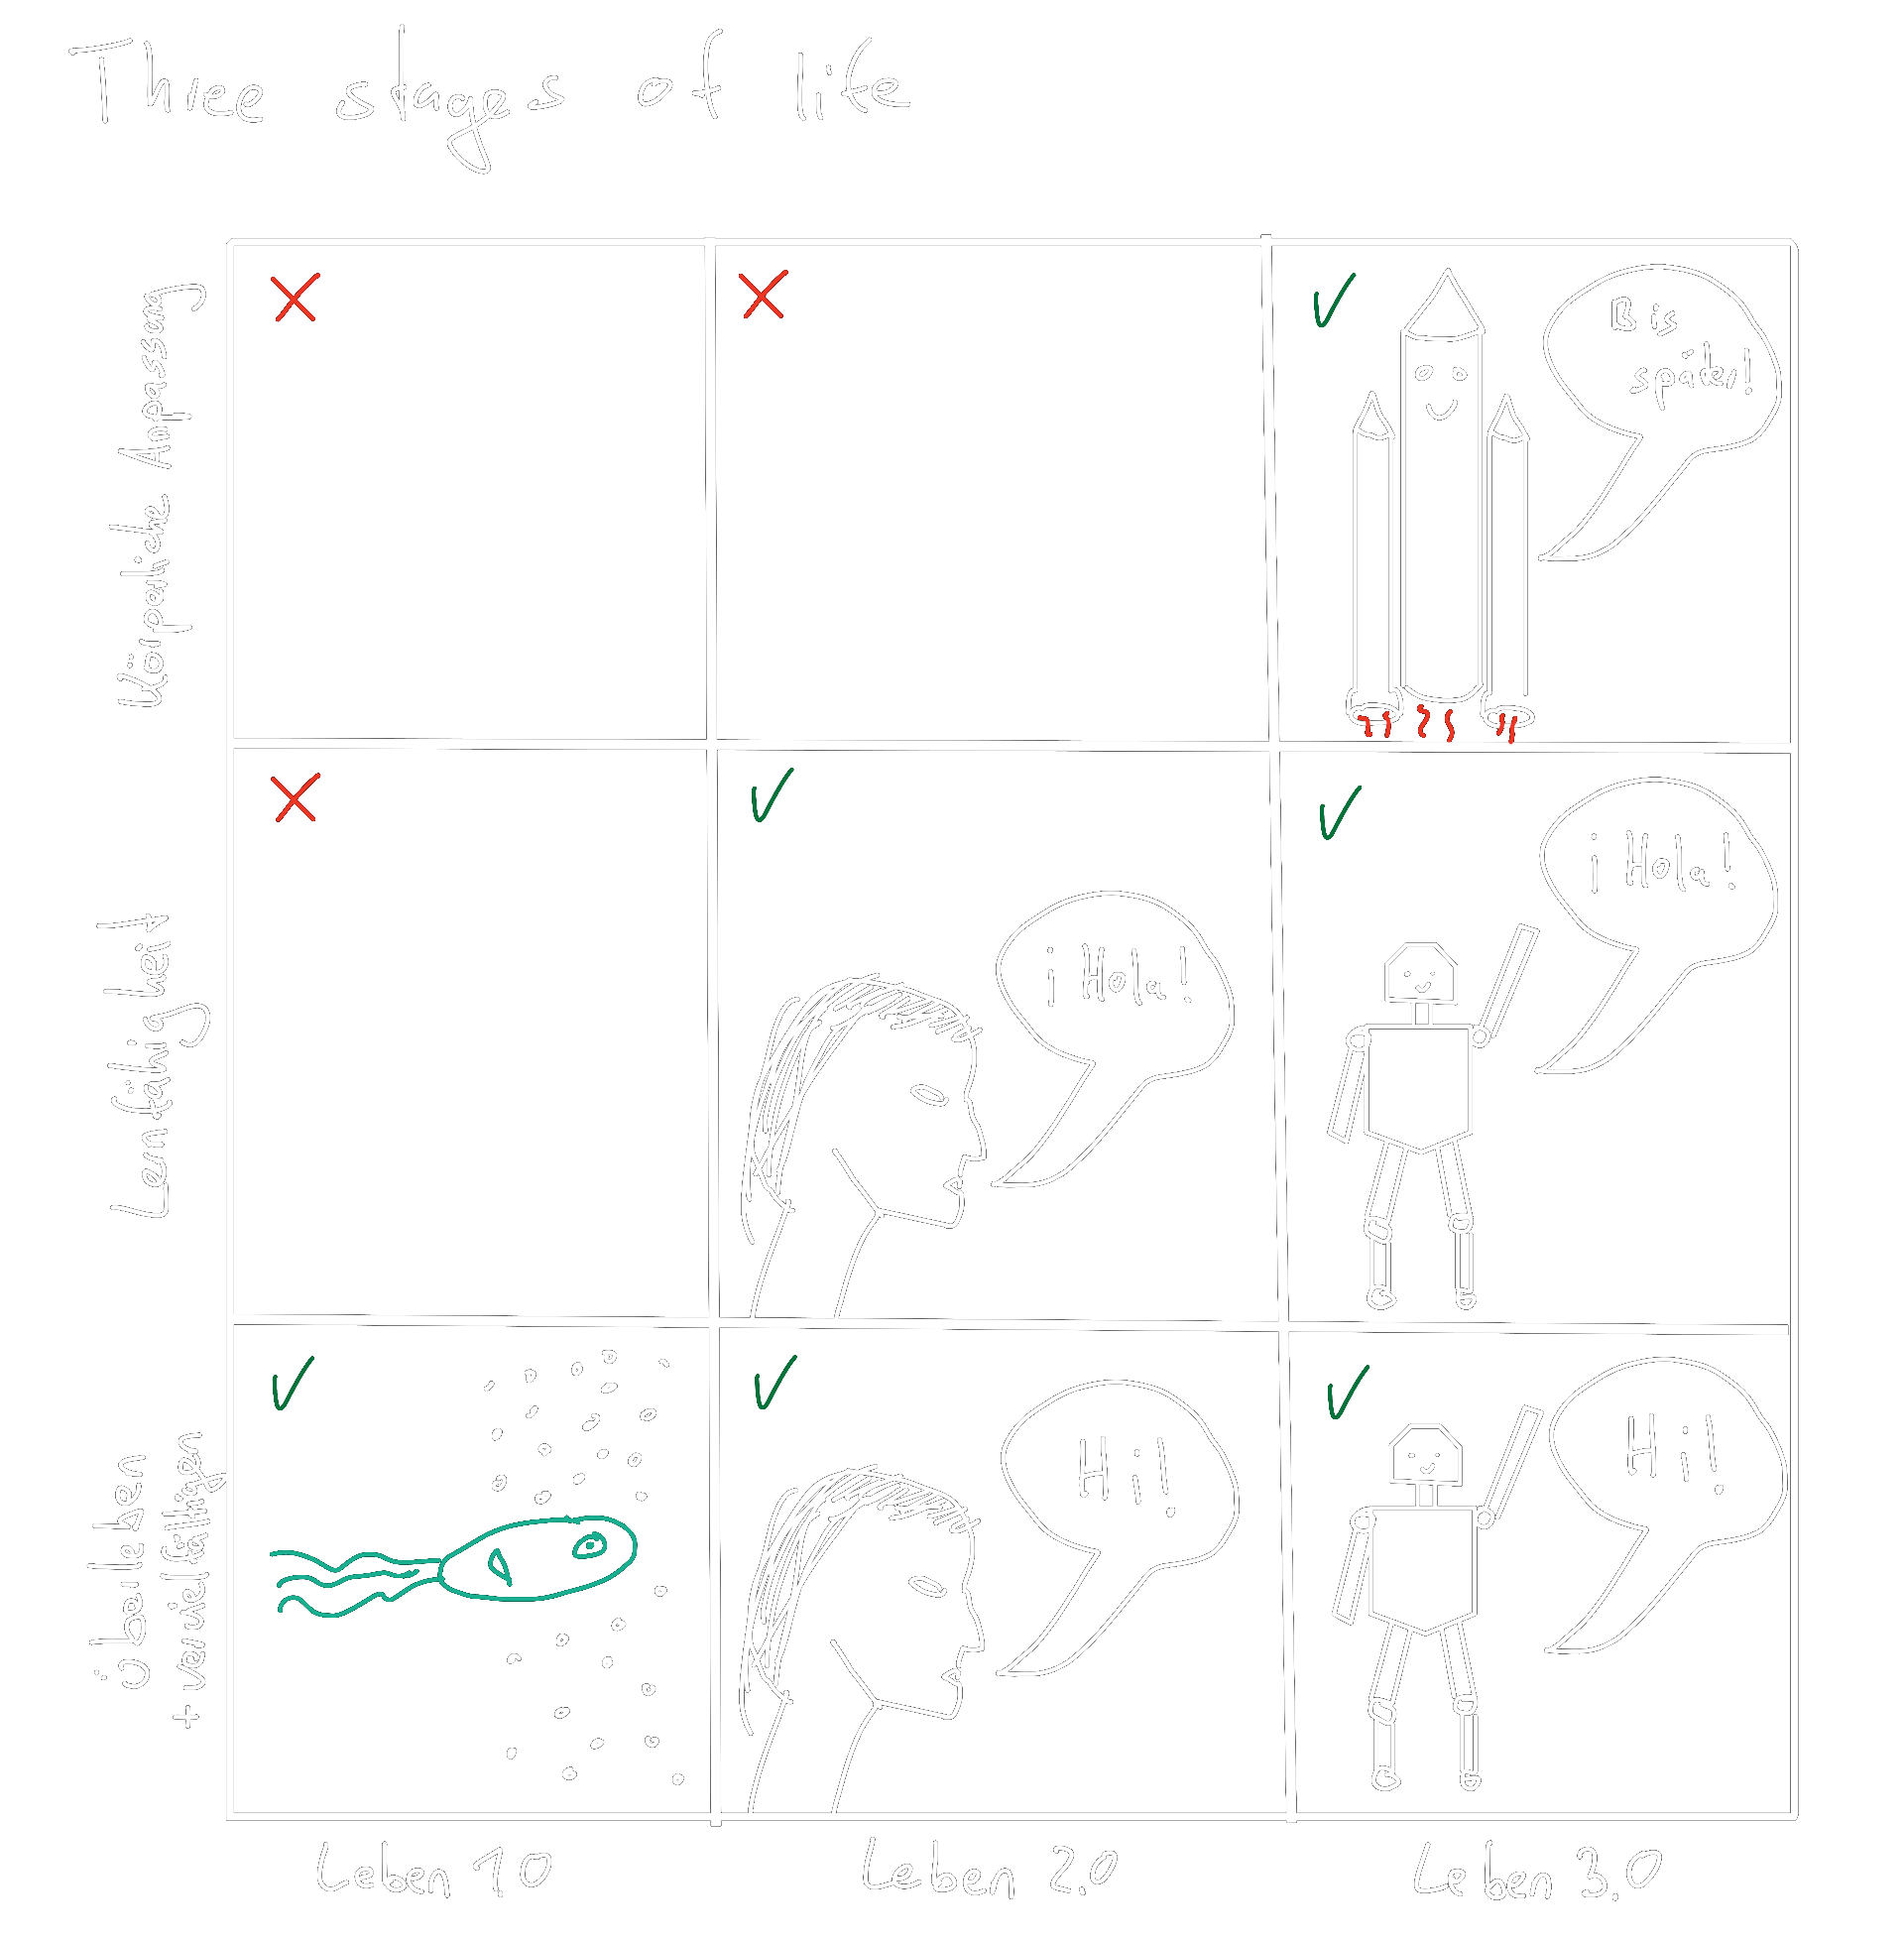 Three stages of life
Körperliche Anpassung
Bis
später!
Lernfähigkeit
¡Hola!
¡Hola!
überleben
+ vervielfältigen
Hi!
Hi!
Leben 1.0
Leben 2.0
Leben 3.0